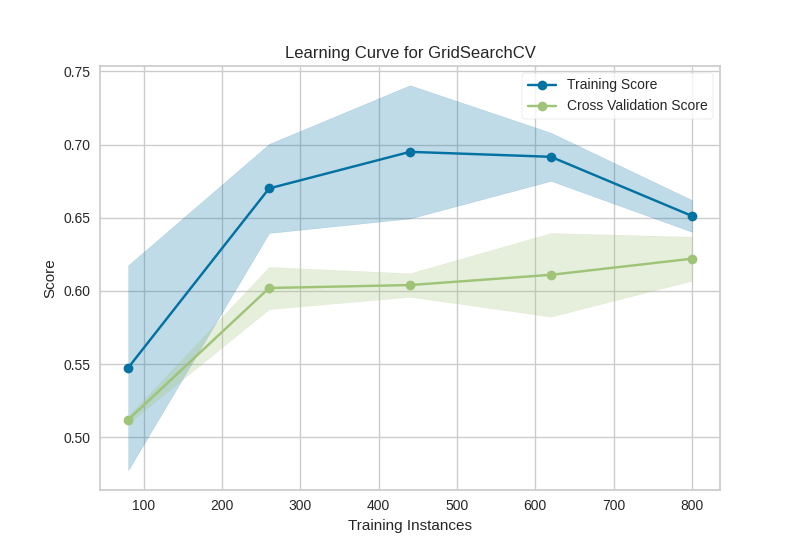 Learning Curve for GridSearchCV
Training Score
Cross Validation Score
0.75
0.70
0.65
0.60
0.55
0.50
Score
100 200 300 400 500 600 700 800
Training Instances